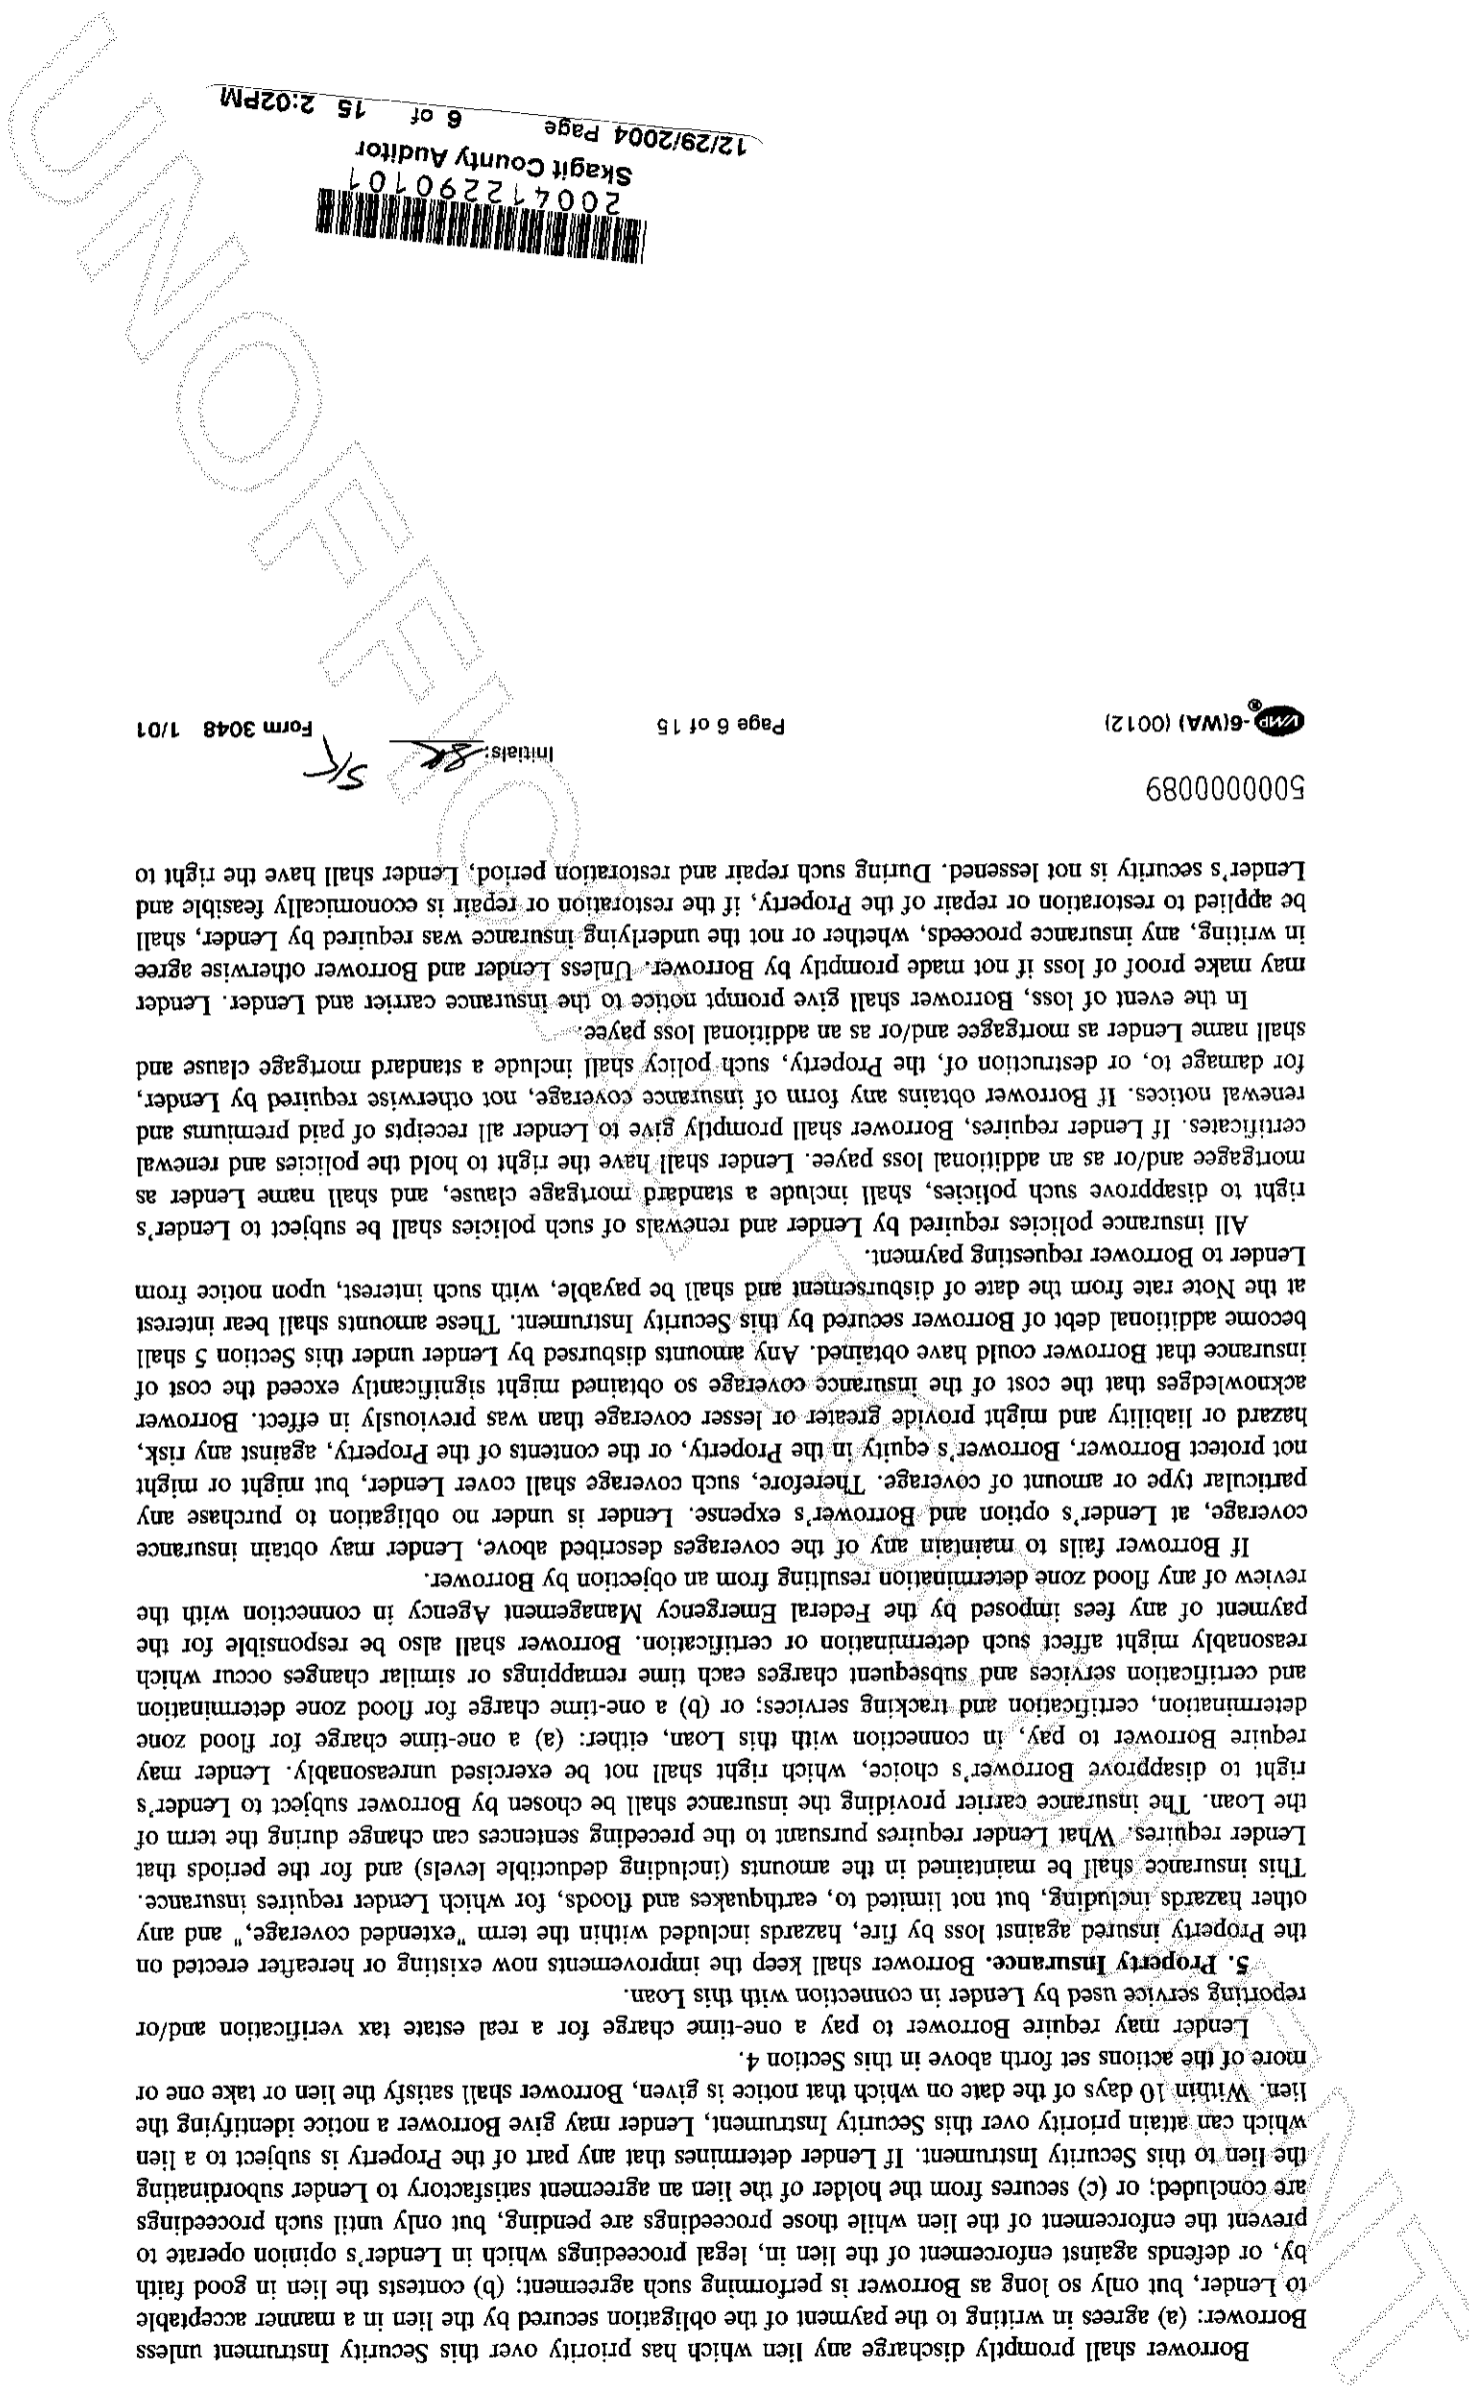 Borrower shall promptly discharge any lien which has priority over this Security Instrument unless
Borrower: (a) agrees in writing to the payment of the obligation secured by the lien in a manner acceptable
to Lender, but only so long as Borrower is performing such agreement; (b) contests the lien in good faith
by, or defends against enforcement of the lien in, legal proceedings which in Lender's opinion operate to
prevent the enforcement of the lien while those proceedings are pending, but only until such proceedings
are concluded; or (c) secures from the holder of the lien an agreement satisfactory to Lender subordinating
the lien to this Security Instrument. If Lender determines that any part of the Property is subject to a lien
which can attain priority over this Security Instrument, Lender may give Borrower a notice identifying the
lien. Within 10 days of the date on which that notice is given, Borrower shall satisfy the lien or take one or
more of the actions set forth above in this Section 4.
Lender may require Borrower to pay a one-time charge for a real estate tax verification and/or
reporting service used by Lender in connection with this Loan.
5. Property Insurance. Borrower shall keep the improvements now existing or hereafter erected on
the Property insured against loss by fire, hazards included within the term "extended coverage," and any
other hazards including, but not limited to, earthquakes and floods, for which Lender requires insurance.
This insurance shall be maintained in the amounts (including deductible levels) and for the periods that
Lender requires. What Lender requires pursuant to the preceding sentences can change during the term of
the Loan. The insurance carrier providing the insurance shall be chosen by Borrower subject to Lender's
right to disapprove Borrower's choice, which right shall not be exercised unreasonably. Lender may
require Borrower to pay, in connection with this Loan, either: (a) a one-time charge for flood zone
determination, certification and tracking services; or (b) a one-time charge for flood zone determination
and certification services and subsequent charges each time remappings or similar changes occur which
reasonably might affect such determination or certification. Borrower shall also be responsible for the
payment of any fees imposed by the Federal Emergency Management Agency in connection with the
review of any flood zone determination resulting from an objection by Borrower.
If Borrower fails to maintain any of the coverages described above, Lender may obtain insurance
coverage, at Lender's option and Borrower's expense. Lender is under no obligation to purchase any
particular type or amount of coverage. Therefore, such coverage shall cover Lender, but might or might
not protect Borrower, Borrower's equity in the Property, or the contents of the Property, against any risk,
hazard or liability and might provide greater or lesser coverage than was previously in effect. Borrower
acknowledges that the cost of the insurance coverage so obtained might significantly exceed the cost of
insurance that Borrower could have obtained. Any amounts disbursed by Lender under this Section 5 shall
become additional debt of Borrower secured by this Security Instrument. These amounts shall bear interest
at the Note rate from the date of disbursement and shall be payable, with such interest, upon notice from
Lender to Borrower requesting payment.
All insurance policies required by Lender and renewals of such policies shall be subject to Lender's
right to disapprove such policies, shall include a standard mortgage clause, and shall name Lender as
mortgagee and/or as an additional loss payee. Lender shall have the right to hold the policies and renewal
certificates. If Lender requires, Borrower shall promptly give to Lender all receipts of paid premiums and
renewal notices. If Borrower obtains any form of insurance coverage, not otherwise required by Lender,
for damage to, or destruction of, the Property, such policy shall include a standard mortgage clause and
shall name Lender as mortgagee and/or as an additional loss payee.
In the event of loss, Borrower shall give prompt notice to the insurance carrier and Lender. Lender
may make proof of loss if not made promptly by Borrower. Unless Lender and Borrower otherwise agree
in writing, any insurance proceeds, whether or not the underlying insurance was required by Lender, shall
be applied to restoration or repair of the Property, if the restoration or repair is economically feasible and
Lender's security is not lessened. During such repair and restoration period, Lender shall have the right to
5000000089
Initials:
VMP®-6(WA) (0012) Page 6 of 15 Form 3048 1/01
200412290101
Skagit County Auditor
12/29/2004 Page 6 of 15 2:02PM
UNOFFICIAL DOCUMENT